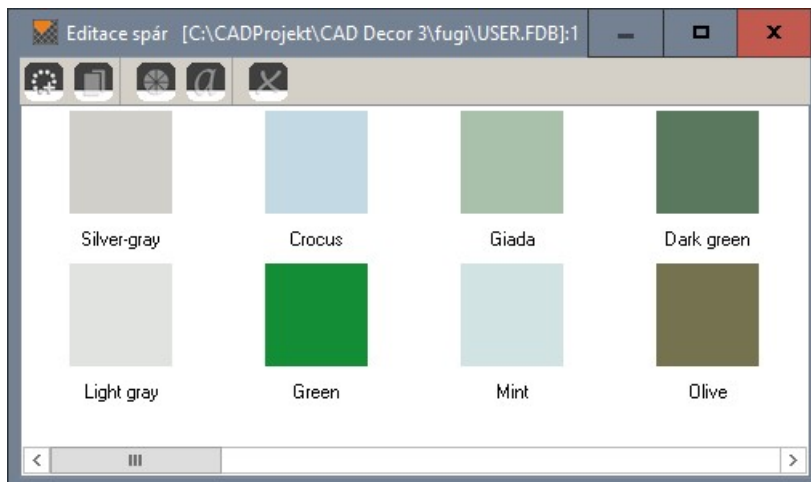 Editace spár [C:\CADProjekt\CAD Decor 3\fugi\USER.FDB]:1
Silver-gray Crocus Giada Dark green
Light gray Green Mint Olive